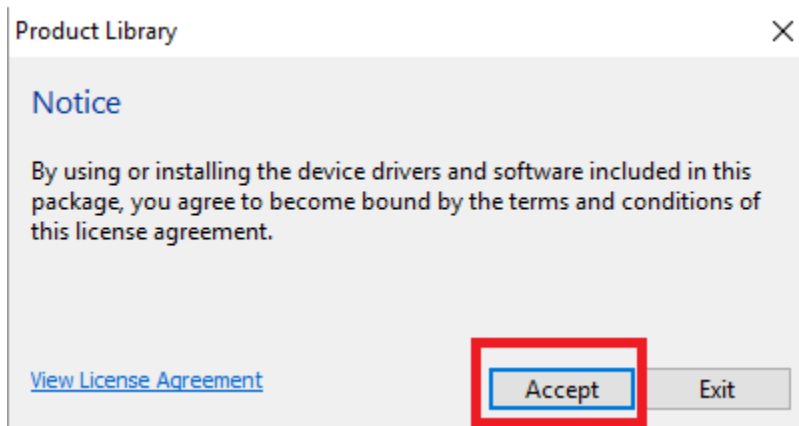 Product Library
Notice
By using or installing the device drivers and software included in this
package, you agree to become bound by the terms and conditions of
this license agreement.
View License Agreement
Accept
Exit